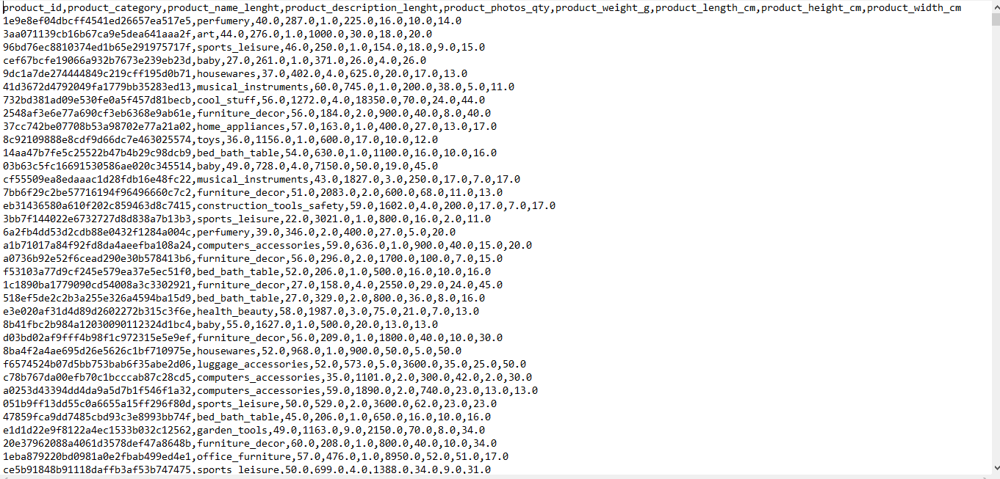 product_id,product_category,product_name_lenght,product_description_lenght,product_photos_qty,product_weight_g,product_length_cm,product_height_cm,product_width_cm
1e9e8ef04dbcff4541ed26657ea517e5,perfumery,40.0,287.0,1.0,225.0,16.0,10.0,14.0
3aa071139cb16b67ca9e5dea641aaa2f,art,44.0,276.0,1.0,1000.0,30.0,18.0,20.0
96bd76ec8810374ed1b65e291975717f,sports_leisure,46.0,250.0,1.0,154.0,18.0,9.0,15.0
cef67bcfe19066a932b7673e239eb23d,baby,27.0,261.0,1.0,371.0,26.0,4.0,26.0
9dc1a7de274444849c219cff195d0b71,housewares,37.0,402.0,4.0,625.0,20.0,17.0,13.0
41d3672d4792049fa1779bb35283ed13,musical_instruments,60.0,745.0,1.0,200.0,38.0,5.0,11.0
732bd381ad09e530fe0a5f457d81becb,cool_stuff,56.0,1272.0,4.0,18350.0,70.0,24.0,44.0
2548af3e6e77a690cf3eb6368e9ab61e,furniture_decor,56.0,184.0,2.0,900.0,40.0,8.0,40.0
37cc742be07708b53a98702e77a21a02,home_appliances,57.0,163.0,1.0,400.0,27.0,13.0,17.0
8c92109888e8cdf9d66dc7e463025574,toys,36.0,1156.0,1.0,600.0,17.0,10.0,12.0
14aa47b7fe5c25522b47b4b29c98dcb9,bed_bath_table,54.0,630.0,1.0,1100.0,16.0,10.0,16.0
03b63c5fc16691530586ae020c345514,baby,49.0,728.0,4.0,7150.0,50.0,19.0,45.0
cf55509ea8edaaac1d28fdb16e48fc22,musical_instruments,43.0,1827.0,3.0,250.0,17.0,7.0,17.0
7bb6f29c2be57716194f96496660c7c2,furniture_decor,51.0,2083.0,2.0,600.0,68.0,11.0,13.0
eb31436580a610f202c859463d8c7415,construction_tools_safety,59.0,1602.0,4.0,200.0,17.0,7.0,17.0
3bb7f144022e6732727d8d838a7b13b3,sports_leisure,22.0,3021.0,1.0,800.0,16.0,2.0,11.0
6a2fb4dd53d2cdb88e0432f1284a004c,perfumery,39.0,346.0,2.0,400.0,27.0,5.0,20.0
a1b71017a84f92fd8da4aeefba108a24,computers_accessories,59.0,636.0,1.0,900.0,40.0,15.0,20.0
a0736b92e52f6cead290e30b578413b6,furniture_decor,56.0,296.0,2.0,1700.0,100.0,7.0,15.0
f53103a77d9cf245e579ea37e5ec51f0,bed_bath_table,52.0,206.0,1.0,500.0,16.0,10.0,16.0
1c1890ba1779090cd54008a3c3302921,furniture_decor,27.0,158.0,4.0,2550.0,29.0,24.0,45.0
518ef5de2c2b3a255e326a4594ba15d9,bed_bath_table,27.0,329.0,2.0,800.0,36.0,8.0,16.0
e3e020af31d4d89d2602272b315c3f6e,health_beauty,58.0,1987.0,3.0,75.0,21.0,7.0,13.0
8b41fbc2b984a12030090112324d1bc4,baby,55.0,1627.0,1.0,500.0,20.0,13.0,13.0
d03bd02af9fff4b98f1c972315e5e9ef,furniture_decor,56.0,209.0,1.0,1800.0,40.0,10.0,30.0
8ba4f2a4ae695d26e5626c1bf710975e,housewares,52.0,968.0,1.0,900.0,50.0,5.0,50.0
f6574524b07d5bb753bab6f35abe2d06,luggage_accessories,52.0,573.0,5.0,3600.0,35.0,25.0,50.0
c78b767da00efb70c1bcccab87c28cd5,computers_accessories,35.0,1101.0,2.0,300.0,42.0,2.0,30.0
a0253d43394dd4da9a5d7b1f546f1a32,computers_accessories,59.0,1890.0,2.0,740.0,23.0,13.0,13.0
051b9ff13dd55c0a6655a15ff296f80d,sports_leisure,50.0,529.0,2.0,3600.0,62.0,23.0,23.0
47859fca9dd7485cbd93c3e8993bb74f,bed_bath_table,45.0,206.0,1.0,650.0,16.0,10.0,16.0
e1d1d22e9f8122a4ec1533b032c12562,garden_tools,49.0,1163.0,9.0,2150.0,70.0,8.0,34.0
20e37962088a4061d3578def47a8648b,furniture_decor,60.0,208.0,1.0,800.0,40.0,10.0,34.0
1eba879220bd0981a0e2fbab499ed4e1,office_furniture,57.0,476.0,1.0,8950.0,52.0,51.0,17.0
ce5b91848b91118daffb3af53b747475,sports_leisure,50.0,699.0,4.0,1388.0,34.0,9.0,31.0